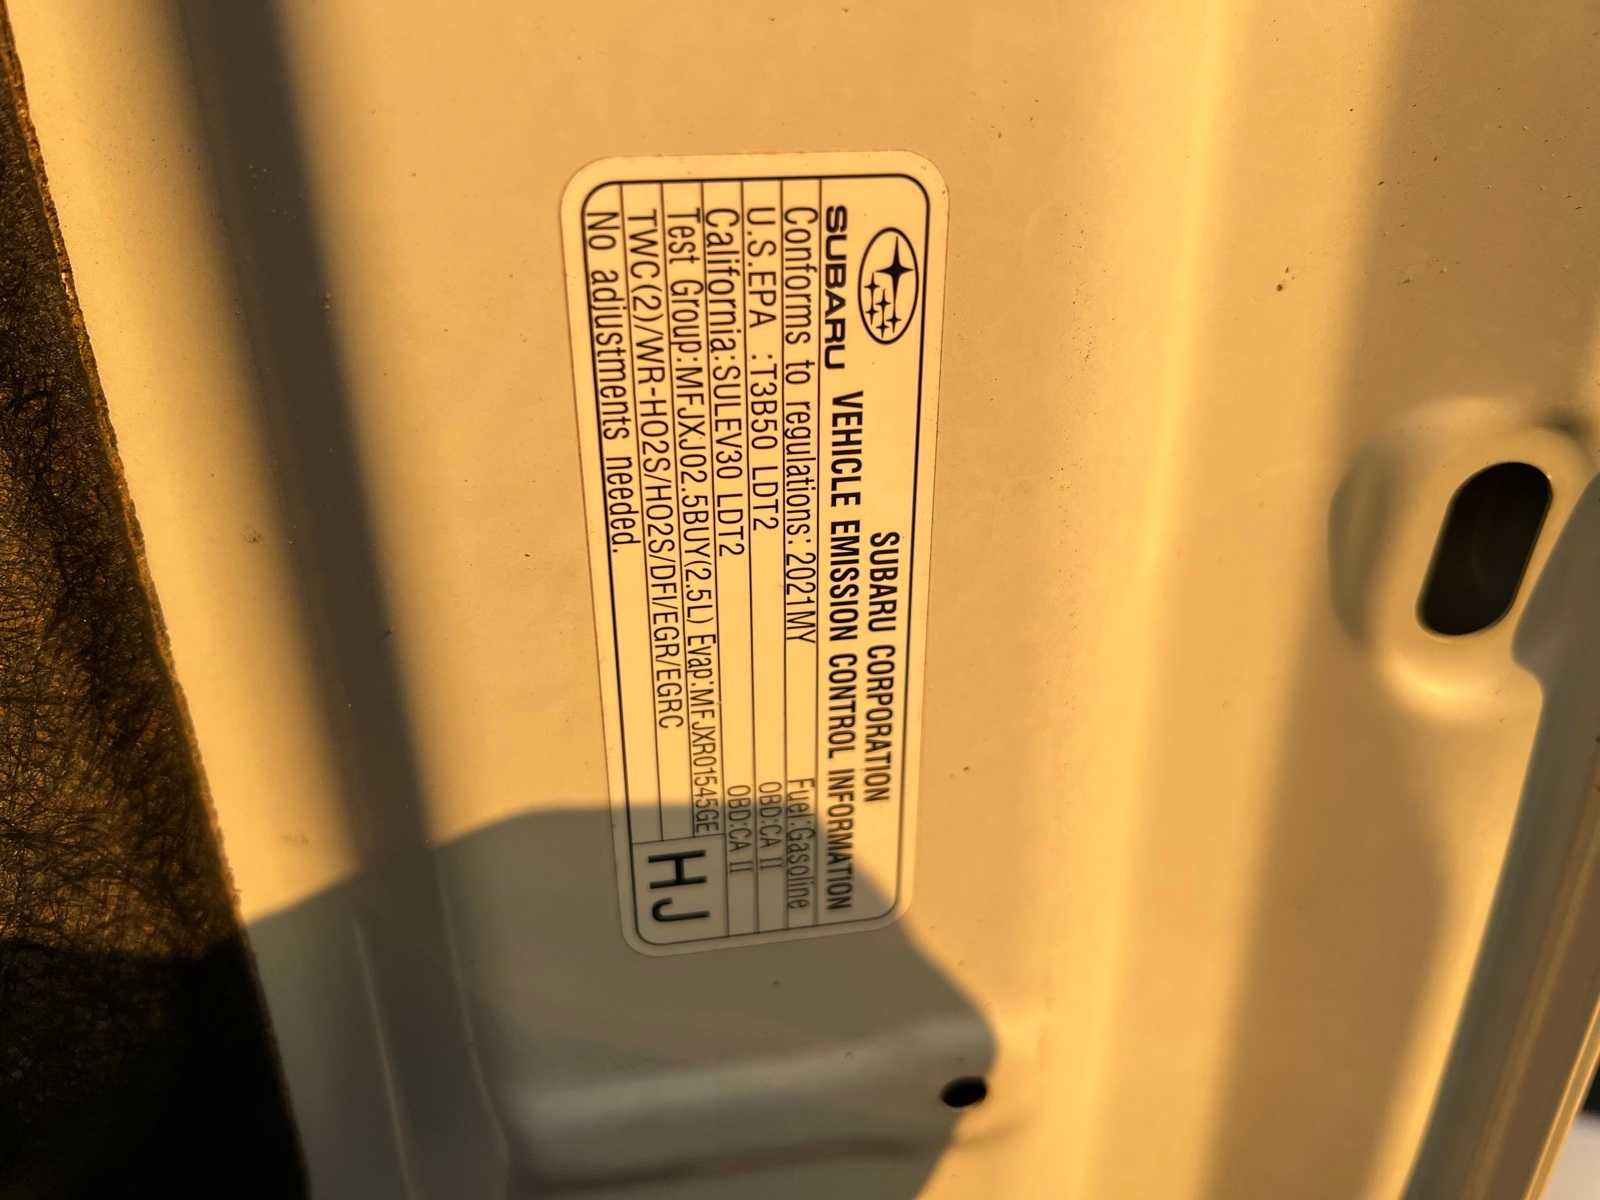 SUBARU CORPORATION
SUBARU VEHICLE EMISSION CONTROL INFORMATION
Conforms to regulations: 2021MY Fuel:Gasoline
U.S.EPA :T3B50 LDT2 OBD:CA II
California:SULEV30 LDT2 OBD:CA II
Test Group:MFJXJ02.5BUY(2.5L) Evap:MFJXR01545GE
TWC(2)/WR-HO2S/HO2S/DFI/EGR/EGRC
No adjustments needed.
HJ